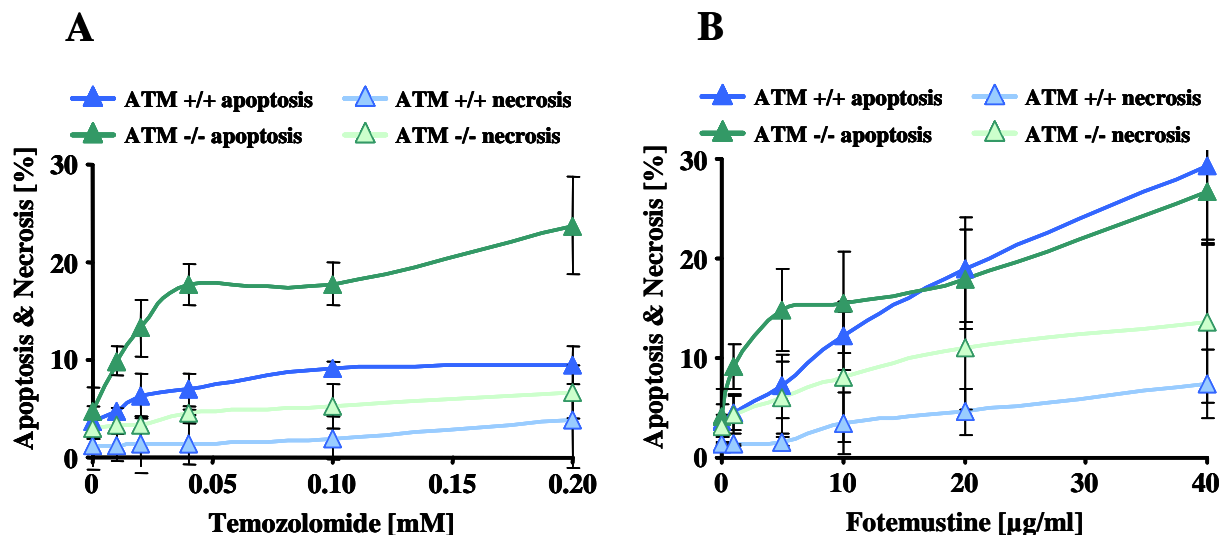 A
ATM +/+ apoptosis
ATM +/+ necrosis
ATM -/- apoptosis
ATM -/- necrosis
Apoptosis & Necrosis [%]
30
20
10
0
0
0.05
0.10
0.15
0.20
Temozolomide [mM]
B
ATM +/+ apoptosis
ATM +/+ necrosis
ATM -/- apoptosis
ATM -/- necrosis
Apoptosis & Necrosis [%]
30
20
10
0
0
10
20
30
40
Fotemustine [µg/ml]